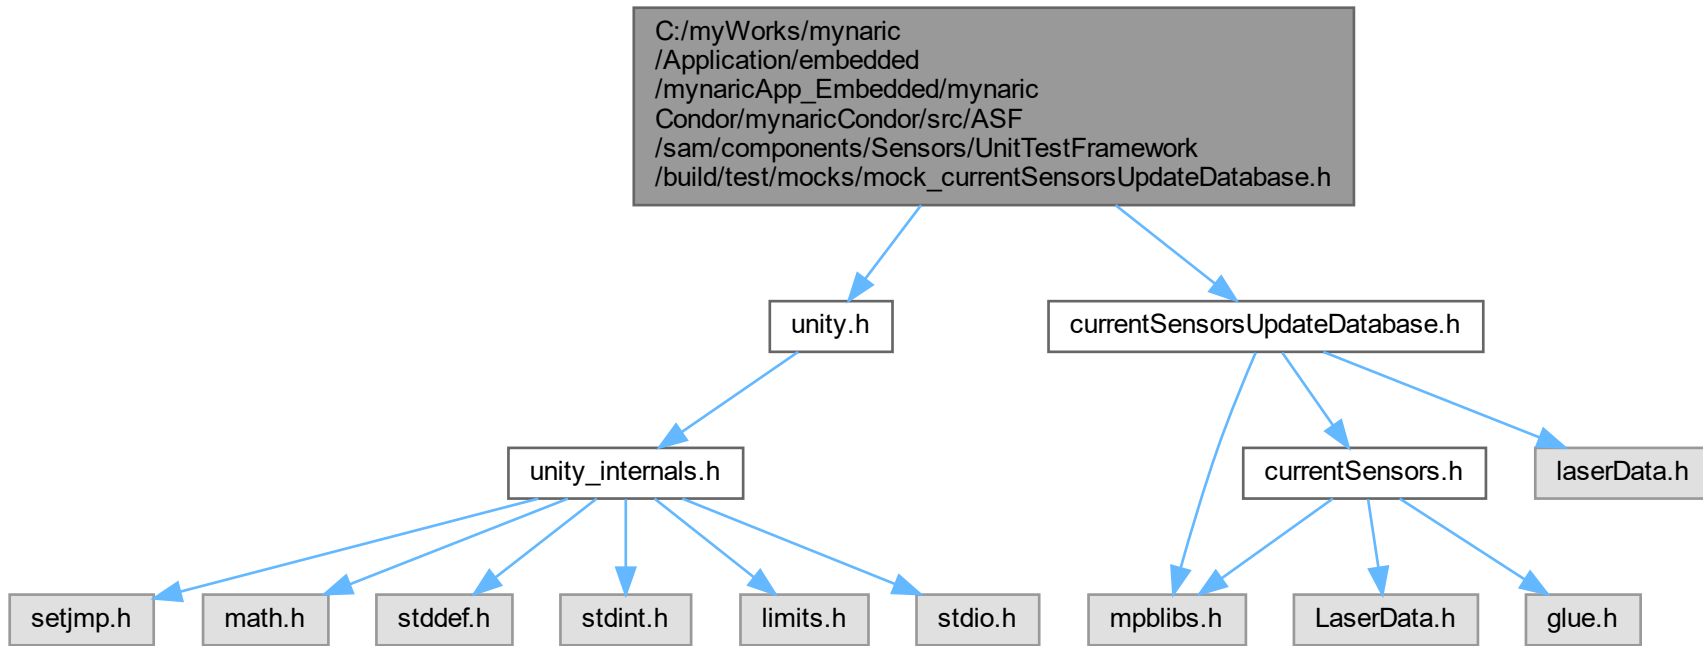 C:/myWorks/mynaric
/Application/embedded
/mynaricApp_Embedded/mynaric
Condor/mynaricCondor/src/ASF
/sam/components/Sensors/UnitTestFramework
/build/test/mocks/mock_currentSensorsUpdateDatabase.h
unity.h
currentSensorsUpdateDatabase.h
unity_internals.h
currentSensors.h
laserData.h
setjmp.h
math.h
stddef.h
stdint.h
limits.h
stdio.h
mpblibs.h
LaserData.h
glue.h